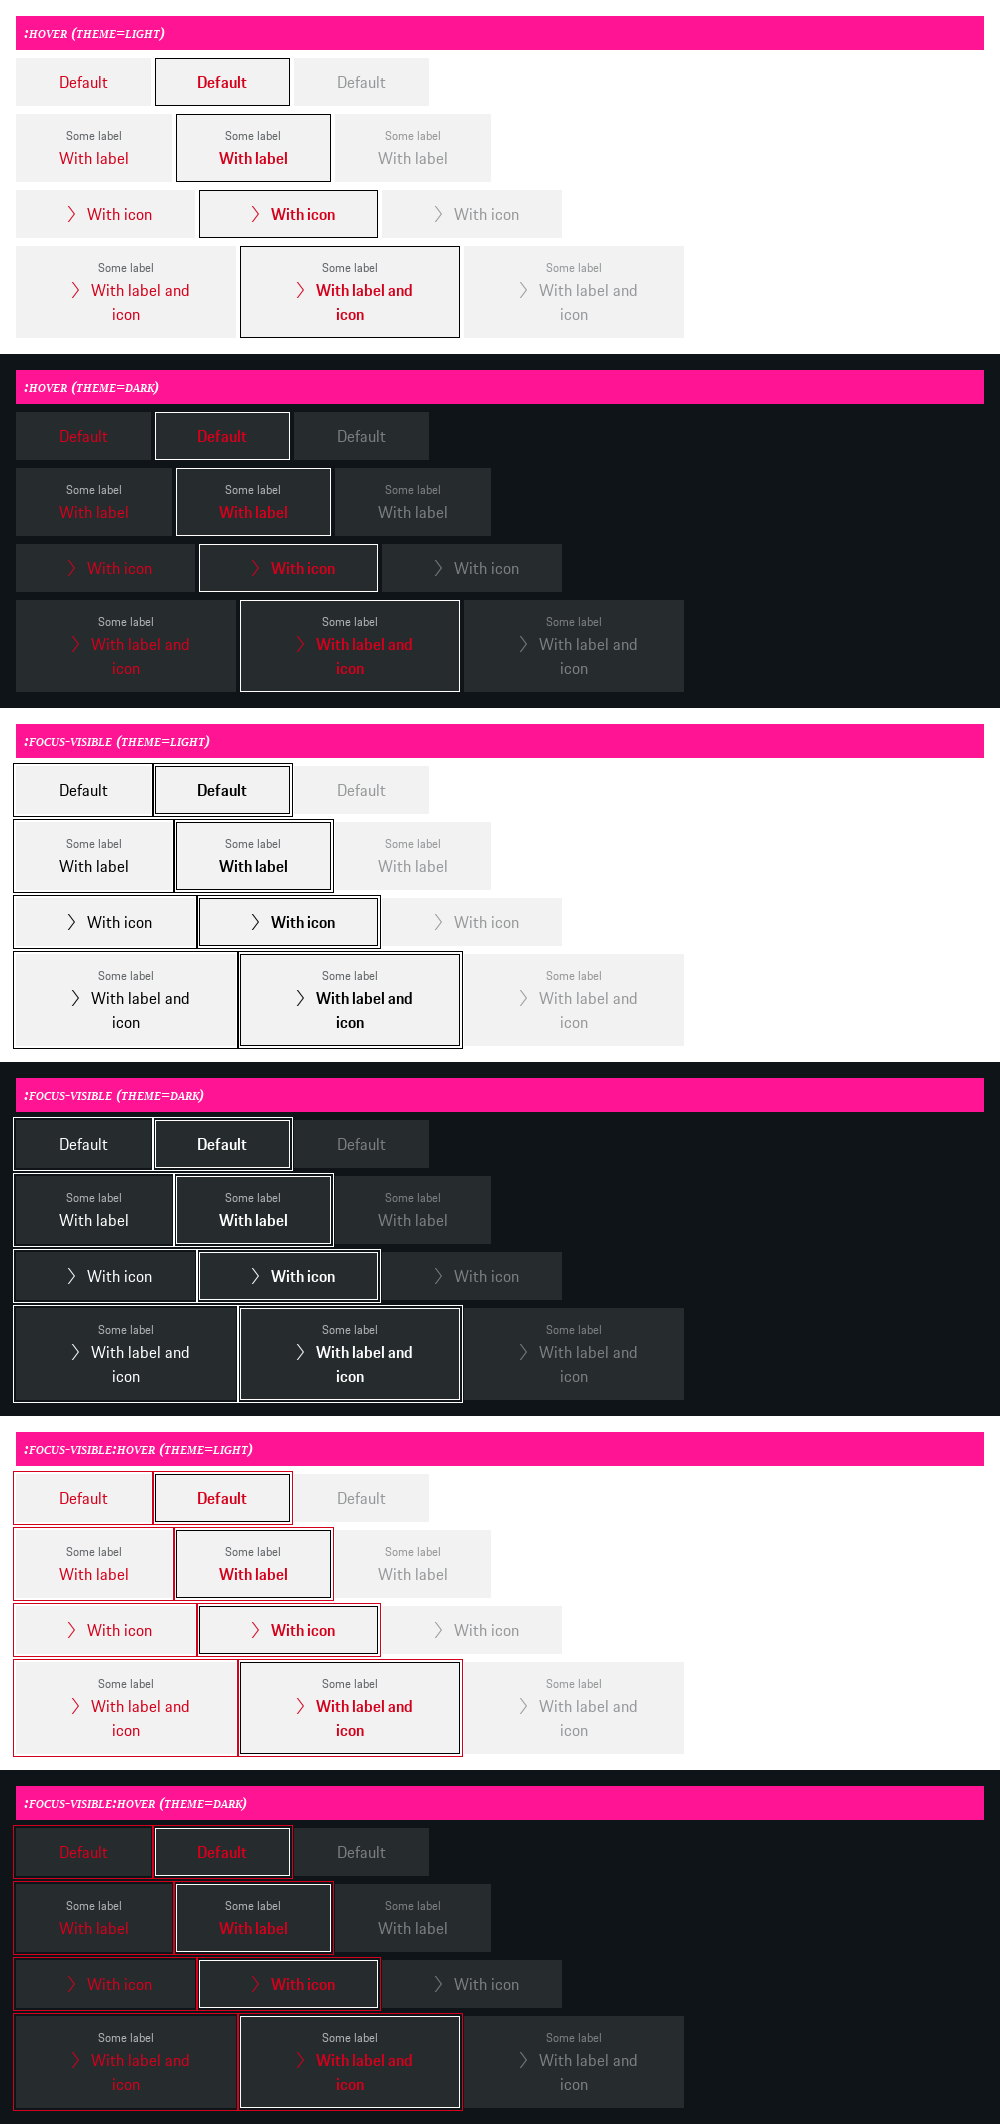 :HOVER (THEME=LIGHT)
Default Default Default
Some label Some label Some label
With label With label With label
With icon With icon With icon
Some label Some label Some label
With label and With label and With label and
icon icon icon
:HOVER (THEME=DARK)
Default Default Default
Some label Some label Some label
With label With label With label
With icon With icon With icon
Some label Some label Some label
With label and With label and With label and
icon icon icon
:FOCUS-VISIBLE (THEME=LIGHT)
Default Default Default
Some label Some label Some label
With label With label With label
With icon With icon With icon
Some label Some label Some label
With label and With label and With label and
icon icon icon
:FOCUS-VISIBLE (THEME=DARK)
Default Default Default
Some label Some label Some label
With label With label With label
With icon With icon With icon
Some label Some label Some label
With label and With label and With label and
icon icon icon
:FOCUS-VISIBLE:HOVER (THEME=LIGHT)
Default Default Default
Some label Some label Some label
With label With label With label
With icon With icon With icon
Some label Some label Some label
With label and With label and With label and
icon icon icon
:FOCUS-VISIBLE:HOVER (THEME=DARK)
Default Default Default
Some label Some label Some label
With label With label With label
With icon With icon With icon
Some label Some label Some label
With label and With label and With label and
icon icon icon